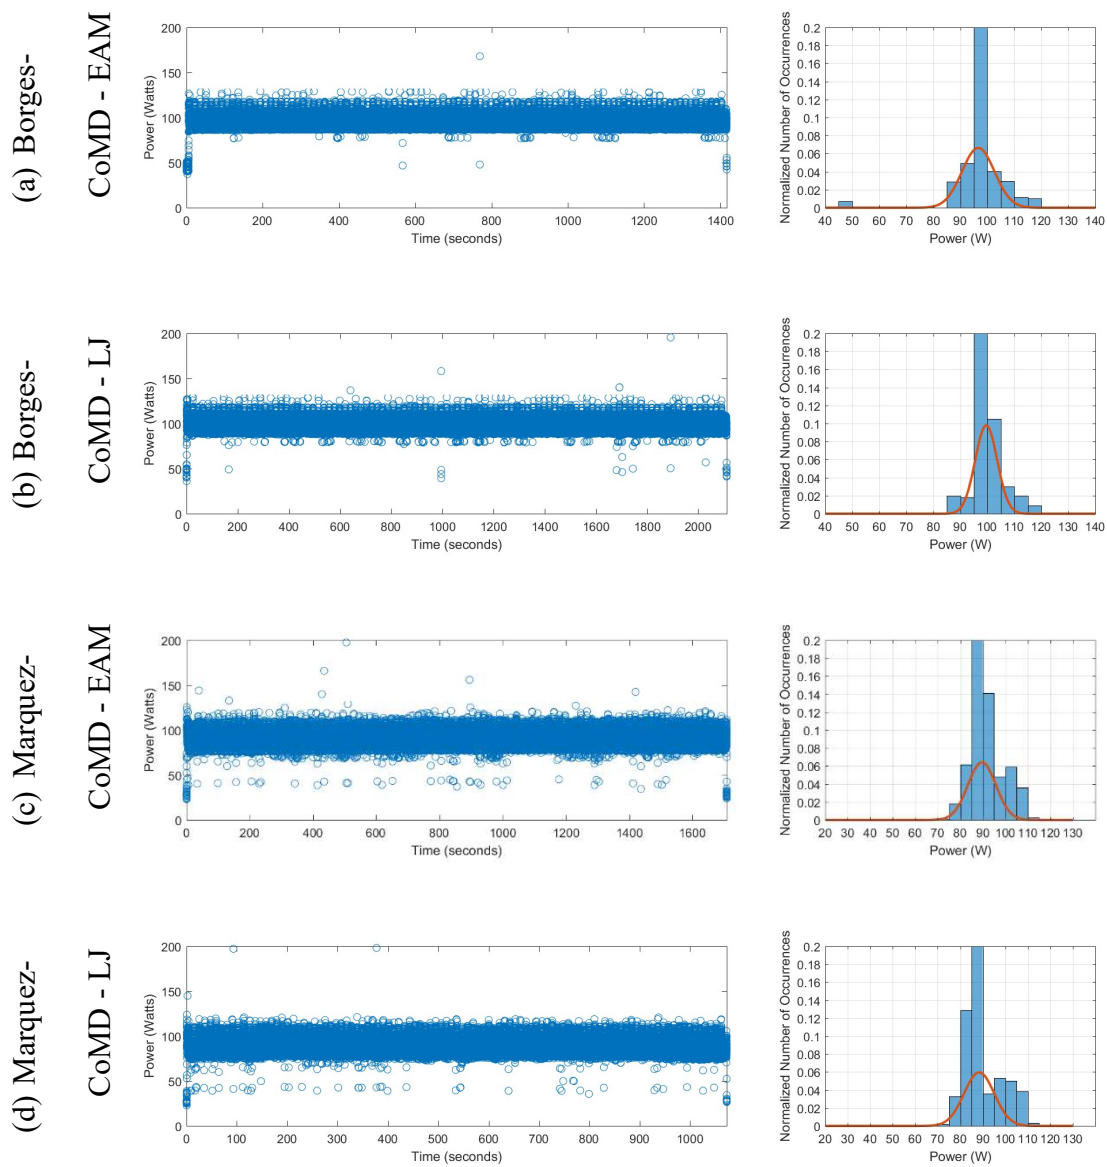 (a) Borges-
CoMD - EAM
200
150
100
50
0
Power (Watts)
0 200 400 600 800 1000 1200 1400
Time (seconds)
0.2
0.18
0.16
0.14
0.12
0.1
0.08
0.06
0.04
0.02
0
Normalized Number of Occurrences
40 50 60 70 80 90 100 110 120 130 140
Power (W)
(b) Borges-
CoMD - LJ
200
150
100
50
0
Power (Watts)
0 200 400 600 800 1000 1200 1400 1600 1800 2000
Time (seconds)
0.2
0.18
0.16
0.14
0.12
0.1
0.08
0.06
0.04
0.02
0
Normalized Number of Occurrences
40 50 60 70 80 90 100 110 120 130 140
Power (W)
(c) Marquez-
CoMD - EAM
200
150
100
50
0
Power (Watts)
0 200 400 600 800 1000 1200 1400 1600
Time (seconds)
0.2
0.18
0.16
0.14
0.12
0.1
0.08
0.06
0.04
0.02
0
Normalized Number of Occurrences
20 30 40 50 60 70 80 90 100 110 120 130
Power (W)
(d) Marquez-
CoMD - LJ
200
150
100
50
0
Power (Watts)
0 100 200 300 400 500 600 700 800 900 1000
Time (seconds)
0.2
0.18
0.16
0.14
0.12
0.1
0.08
0.06
0.04
0.02
0
Normalized Number of Occurrences
20 30 40 50 60 70 80 90 100 110 120 130
Power (W)